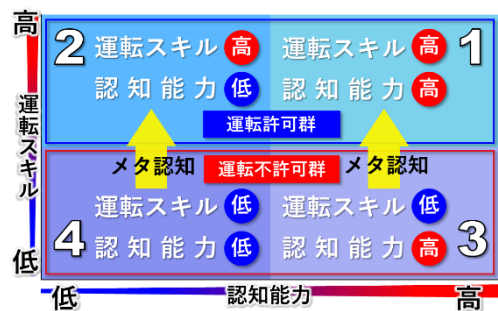 高
運転スキル
低
2 運転スキル 高
認知能力 低
運転スキル 高 1
認知能力 高
運転許可群
メタ認知 運転不許可群 メタ認知
運転スキル 低
4 認知能力 低
運転スキル 低
認知能力 高 3
低 認知能力 高